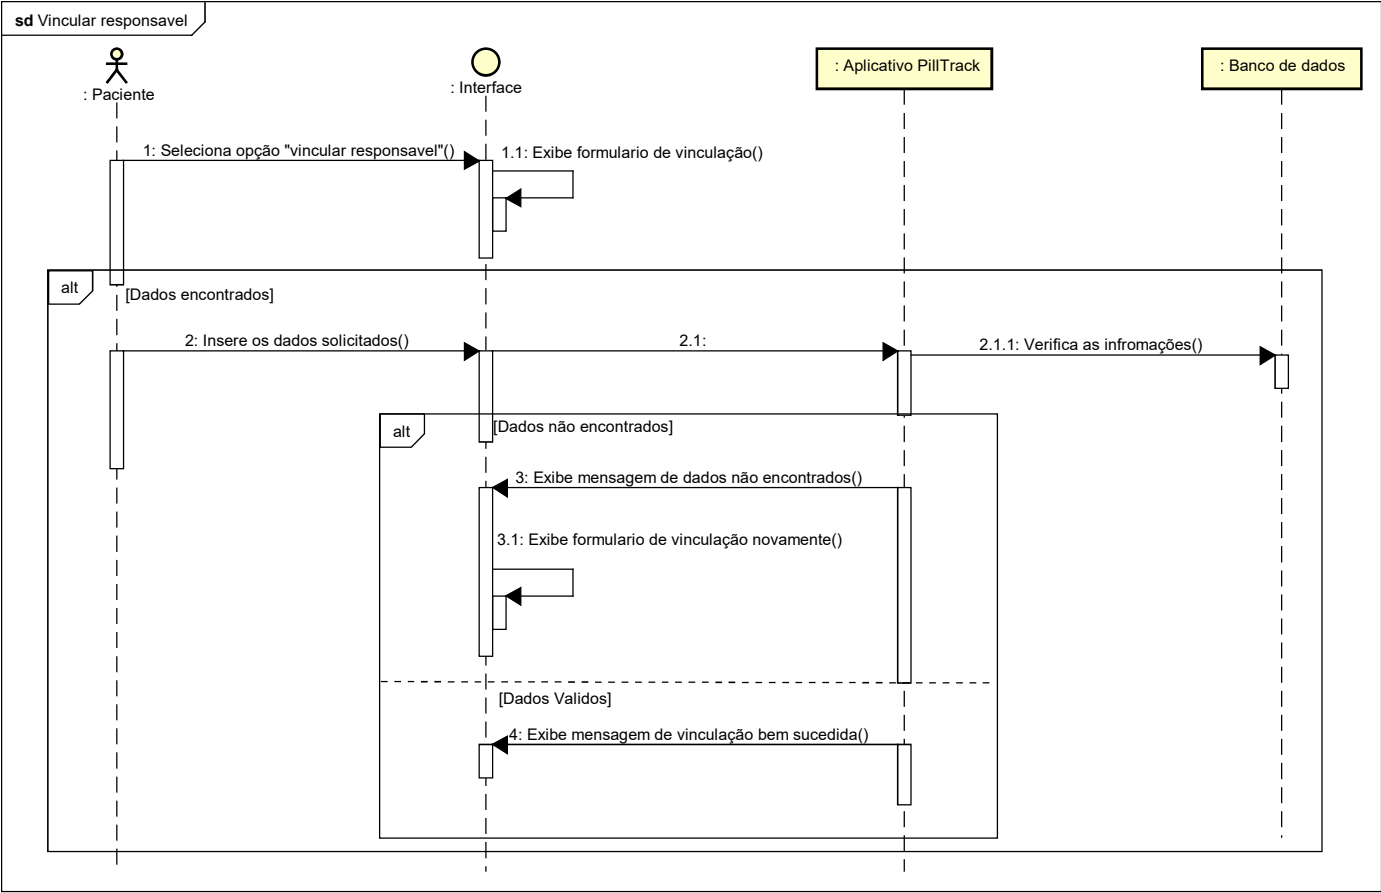 sd Vincular responsavel
: Paciente
: Interface
: Aplicativo PillTrack
: Banco de dados
1: Seleciona opção "vincular responsavel"()
1.1: Exibe formulario de vinculação()
alt
[Dados encontrados]
2: Insere os dados solicitados()
2.1:
2.1.1: Verifica as infromações()
alt
[Dados não encontrados]
3: Exibe mensagem de dados não encontrados()
3.1: Exibe formulario de vinculação novamente()
[Dados Validos]
4: Exibe mensagem de vinculação bem sucedida()